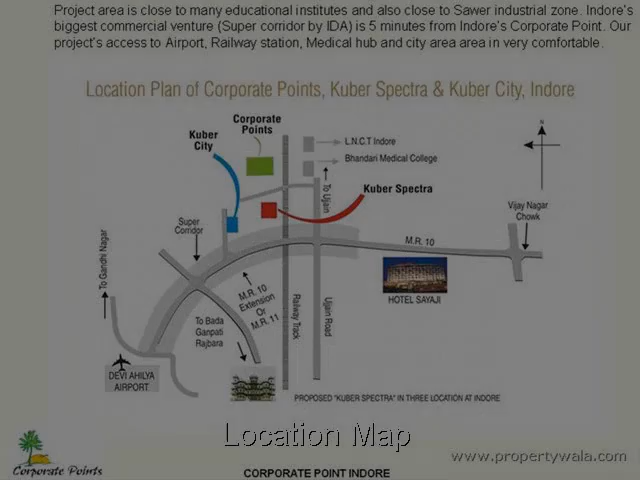 Project area is close to many educational institutes and also close to Sawer industrial zone. Indore's
biggest commercial venture (Super corridor by IDA) is 5 minutes from Indore's Corporate Point. Our
project's access to Airport, Railway station, Medical hub and city area area in very comfortable.
Location Plan of Corporate Points, Kuber Spectra & Kuber City, Indore
Corporate
Points
Kuber
City
L.N.C.T Indore
Bhandari Medical College
N
To Ujjain
Kuber Spectra
Super
Corridor
Vijay Nagar
Chowk
M.R. 10
To Gandhi Nagar
M.R. 10
Extension
Or
M.R. 11
Railway Track
Ujjain Road
HOTEL SAYAJI
To Bada
Ganpati
Rajbara
DEVI AHILYA
AIRPORT
PROPOSED "KUBER SPECTRA" IN THREE LOCATION AT INDORE
Location Map
Corporate Points
www.propertywala.com
CORPORATE POINT INDORE